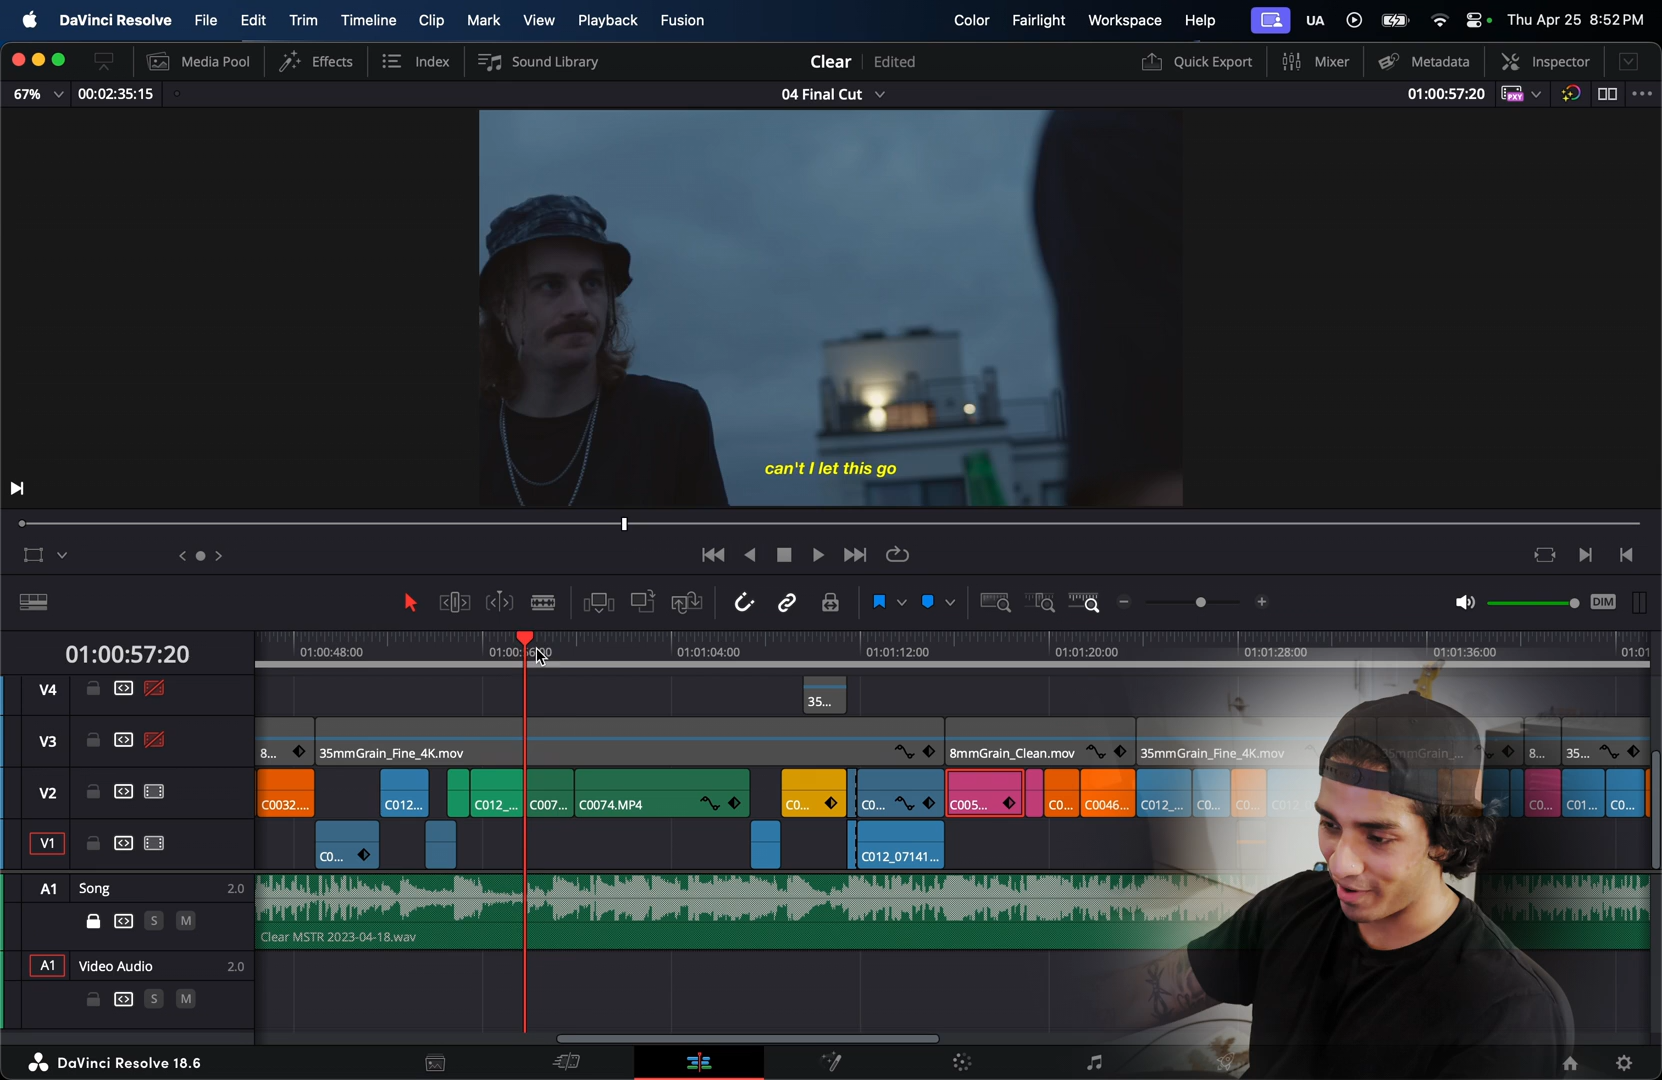 DaVinci Resolve File Edit Trim Timeline Clip Mark View Playback Fusion Color Fairlight Workspace Help UA Thu Apr 25 8:52 PM
Media Pool Effects Index Sound Library Clear Edited Quick Export Mixer Metadata Inspector
67% 00:02:35:15 04 Final Cut 01:00:57:20 PXY
can't I let this go
DIM
01:00:57:20 01:00:48:00 01:01:04:00 01:01:12:00 01:01:20:00 01:01:28:00 01:01:36:00
V4 35...
V3 8... 35mmGrain_Fine_4K.mov 8mmGrain_Clean.mov 35mmGrain_Fine_4K.mov 8... 35...
V2 C0032.... C012... C012_... C007... C0074.MP4 C0... C0... C005... C0... C0046... C012_... C0... C0... C0... C01... C0...
V1 C0... C012_07141...
A1 Song 2.0
S M
Clear MSTR 2023-04-18.wav
A1 Video Audio 2.0
S M
DaVinci Resolve 18.6